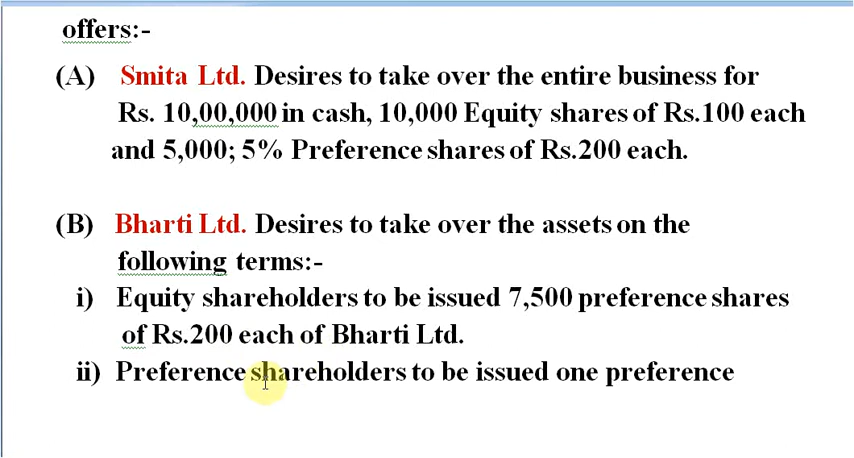 offers:-
(A) Smita Ltd. Desires to take over the entire business for
Rs. 10,00,000 in cash, 10,000 Equity shares of Rs.100 each
and 5,000; 5% Preference shares of Rs.200 each.
(B) Bharti Ltd. Desires to take over the assets on the
following terms:-
i) Equity shareholders to be issued 7,500 preference shares
of Rs.200 each of Bharti Ltd.
ii) Preference shareholders to be issued one preference